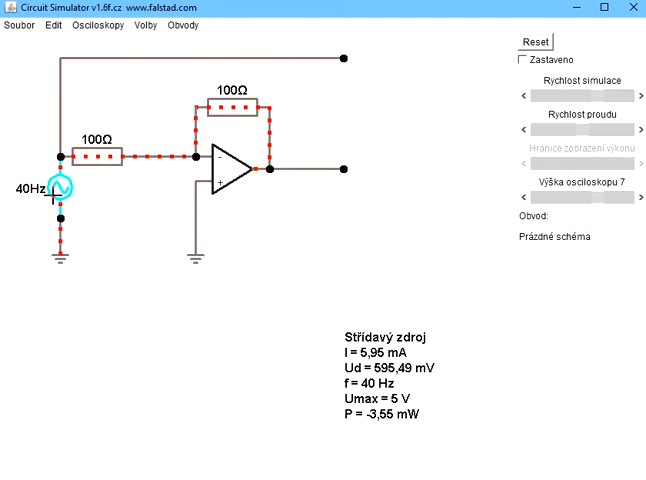 Circuit Simulator v1.6f.cz www.falstad.com
Soubor Edit Osciloskopy Volby Obvody
Reset
Zastaveno
Rychlost simulace
Rychlost proudu
Hranice zobrazení výkonu
Výška osciloskopu 7
Obvod:
Prázdné schéma
100Ω
100Ω
-
+
40Hz
Střídavý zdroj
I = 5,95 mA
Ud = 595,49 mV
f = 40 Hz
Umax = 5 V
P = -3,55 mW